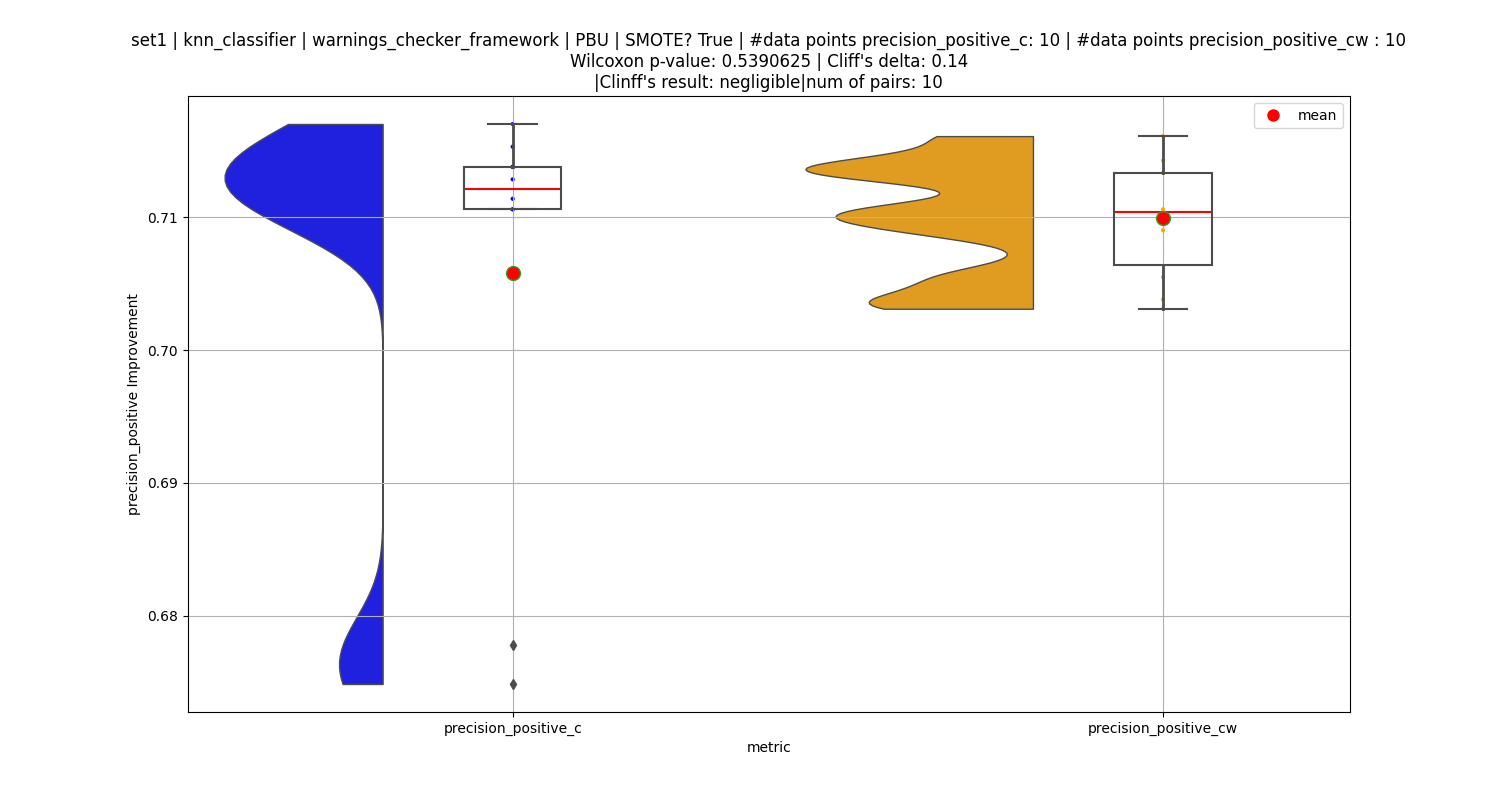 set1 | knn_classifier | warnings_checker_framework | PBU | SMOTE? True | #data points precision_positive_c: 10 | #data points precision_positive_cw : 10
Wilcoxon p-value: 0.5390625 | Cliff's delta: 0.14
|Clinff's result: negligible|num of pairs: 10
mean
0.71
0.70
0.69
0.68
precision_positive Improvement
precision_positive_c
precision_positive_cw
metric